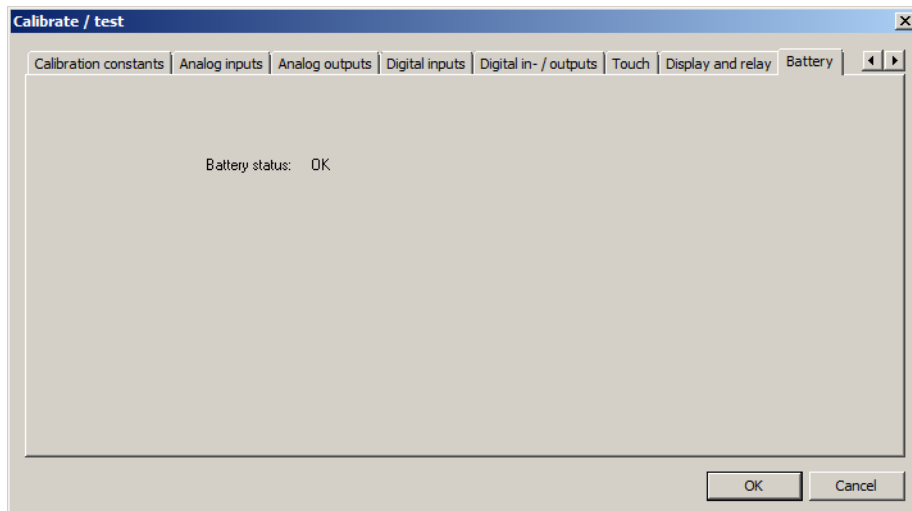 Calibrate / test
Calibration constants Analog inputs Analog outputs Digital inputs Digital in- / outputs Touch Display and relay Battery
Battery status: OK
OK Cancel